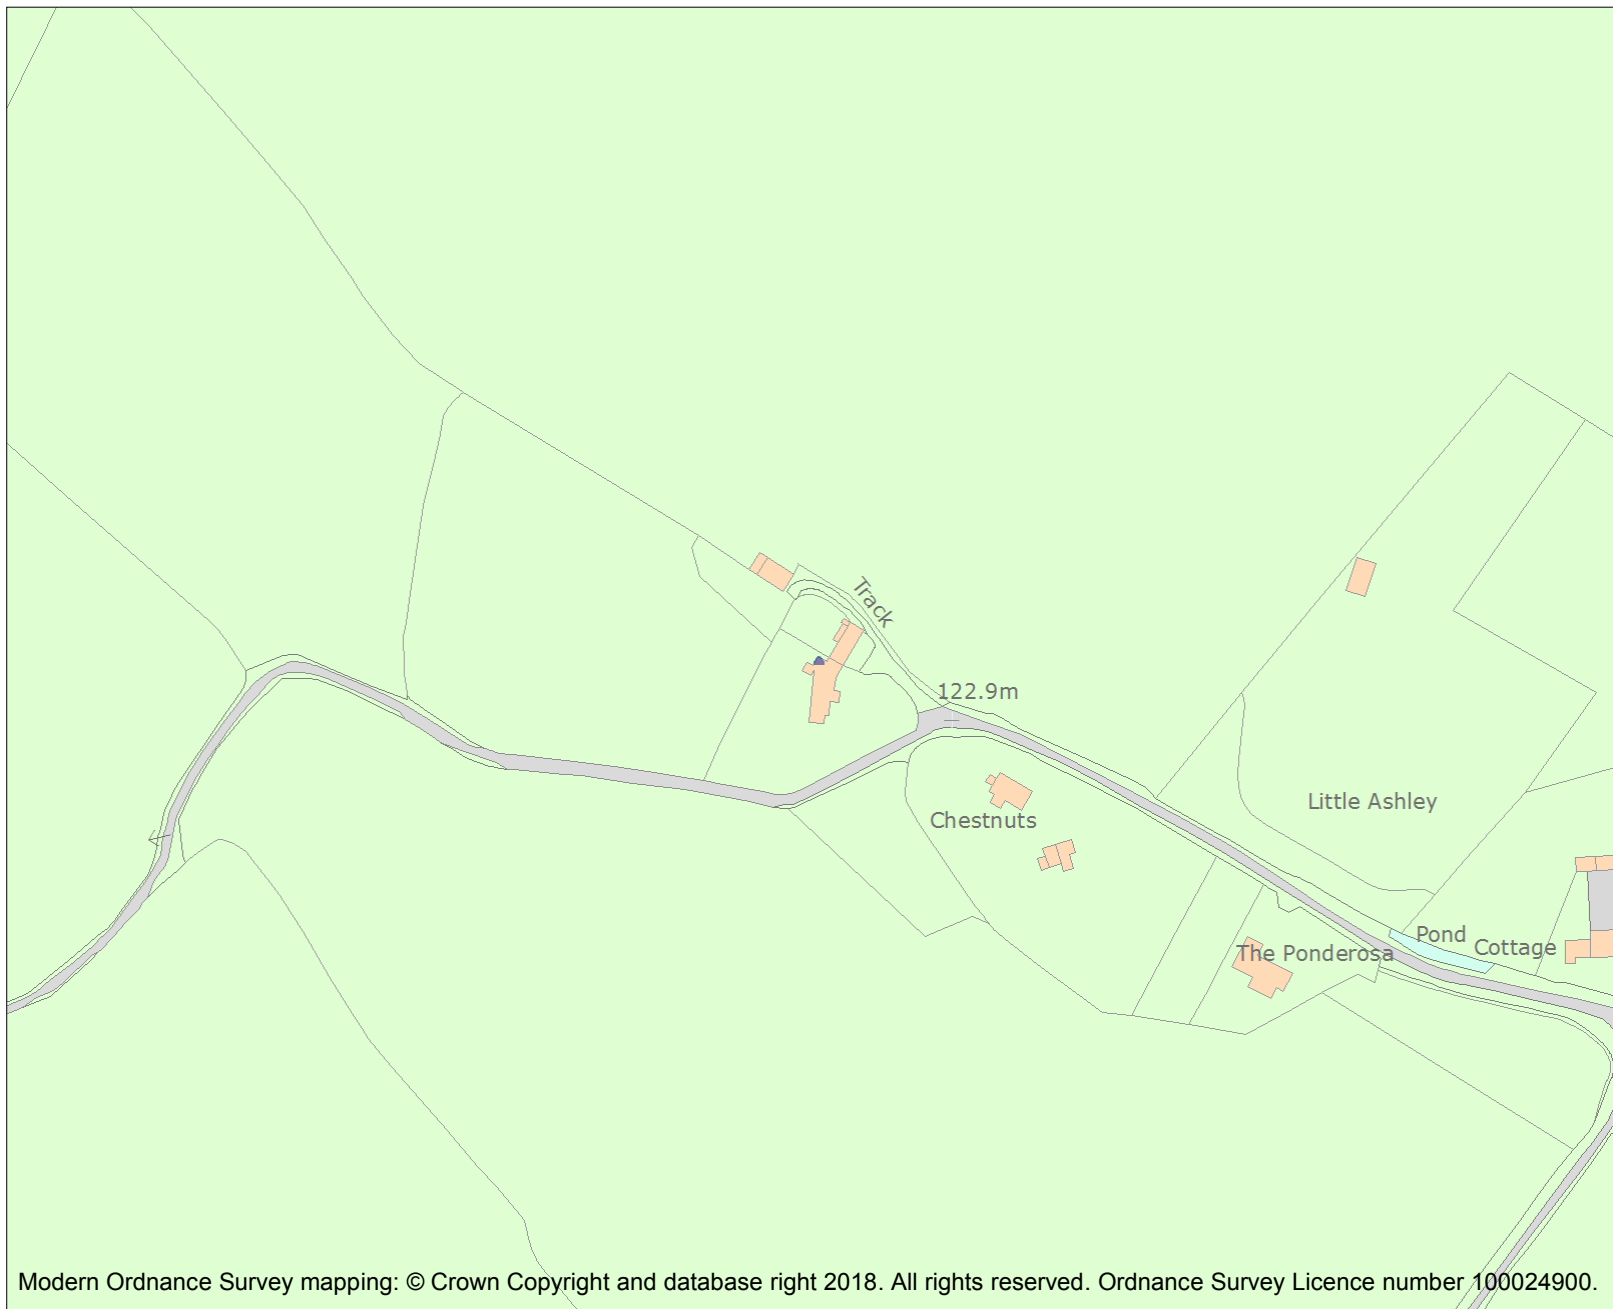 Track
122.9m
Little Ashley
Chestnuts
Pond
Cottage
The Ponderosa
Modern Ordnance Survey mapping: © Crown Copyright and database right 2018. All rights reserved. Ordnance Survey Licence number 100024900.